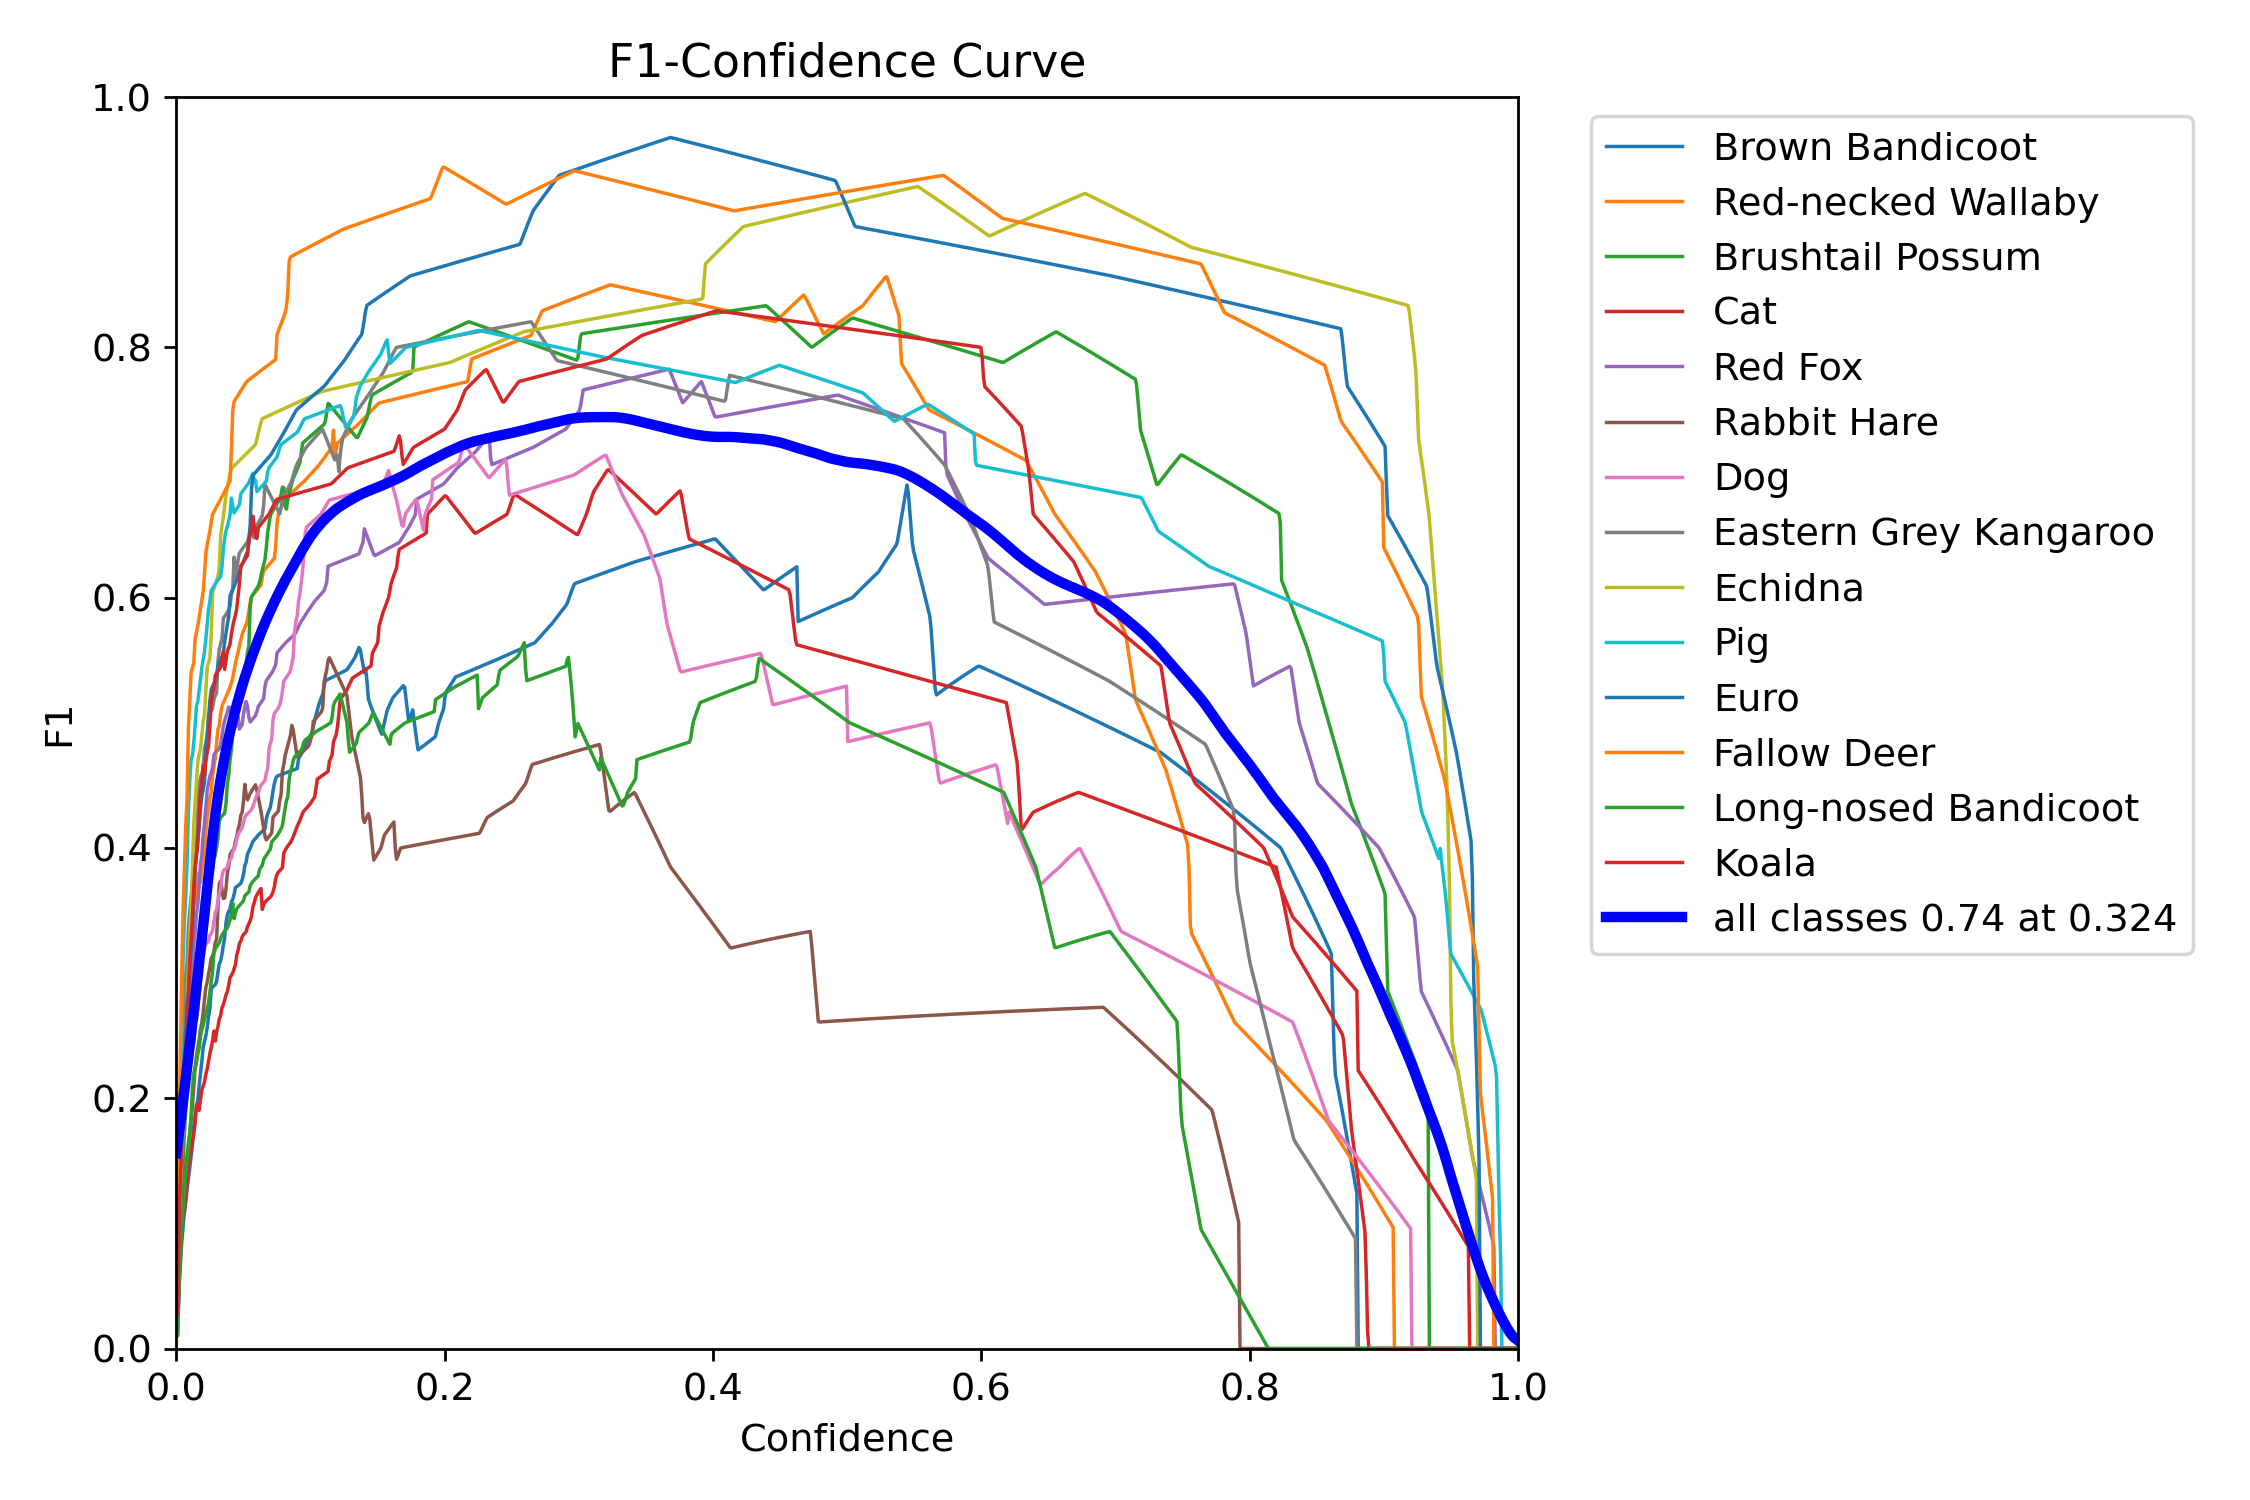 F1-Confidence Curve
1.0
0.8
0.6
0.4
0.2
0.0
F1
0.0 0.2 0.4 0.6 0.8 1.0
Confidence
Brown Bandicoot
Red-necked Wallaby
Brushtail Possum
Cat
Red Fox
Rabbit Hare
Dog
Eastern Grey Kangaroo
Echidna
Pig
Euro
Fallow Deer
Long-nosed Bandicoot
Koala
all classes 0.74 at 0.324